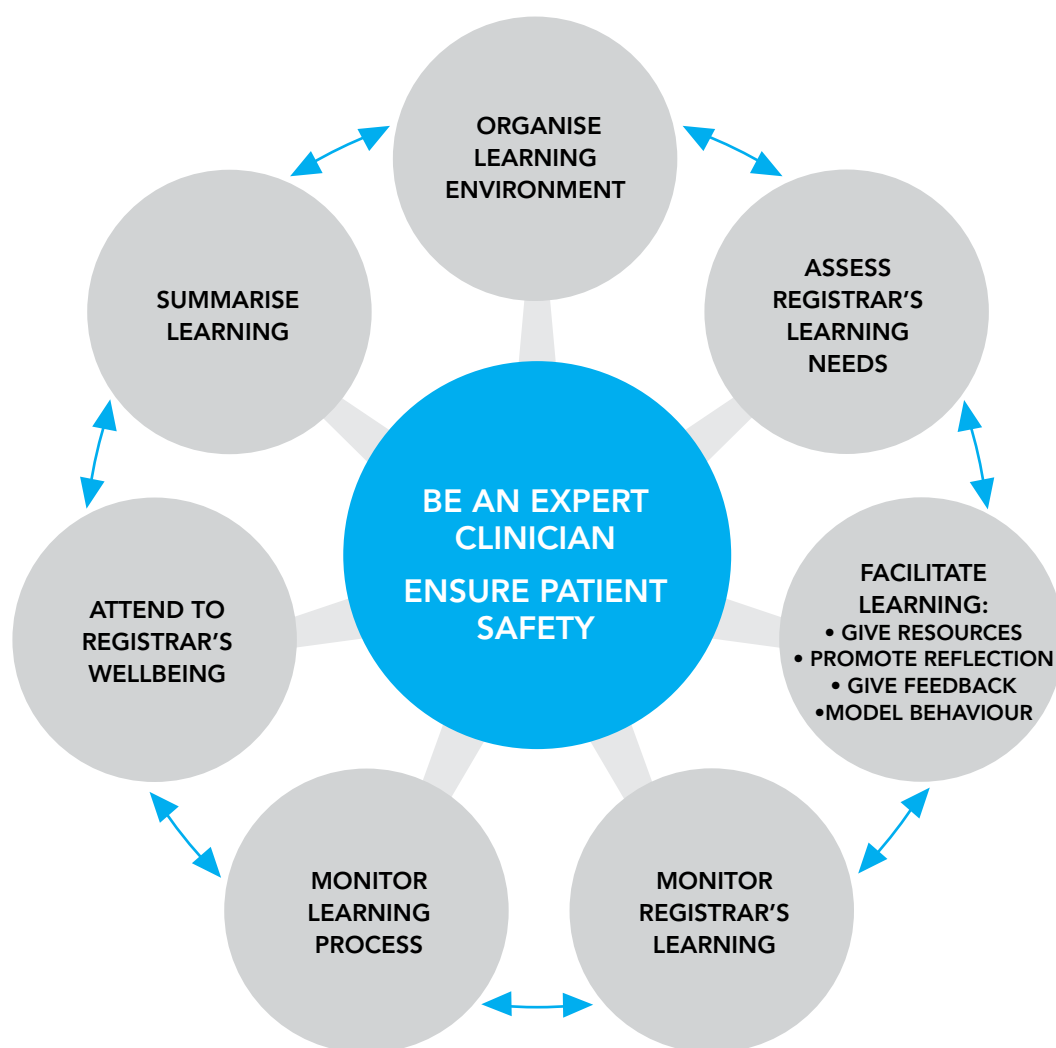 ORGANISE
LEARNING
ENVIRONMENT
ASSESS
REGISTRAR'S
LEARNING
NEEDS
FACILITATE
LEARNING:
• GIVE RESOURCES
• PROMOTE REFLECTION
• GIVE FEEDBACK
•MODEL BEHAVIOUR
MONITOR
REGISTRAR'S
LEARNING
MONITOR
LEARNING
PROCESS
ATTEND TO
REGISTRAR'S
WELLBEING
SUMMARISE
LEARNING
BE AN EXPERT
CLINICIAN
ENSURE PATIENT
SAFETY